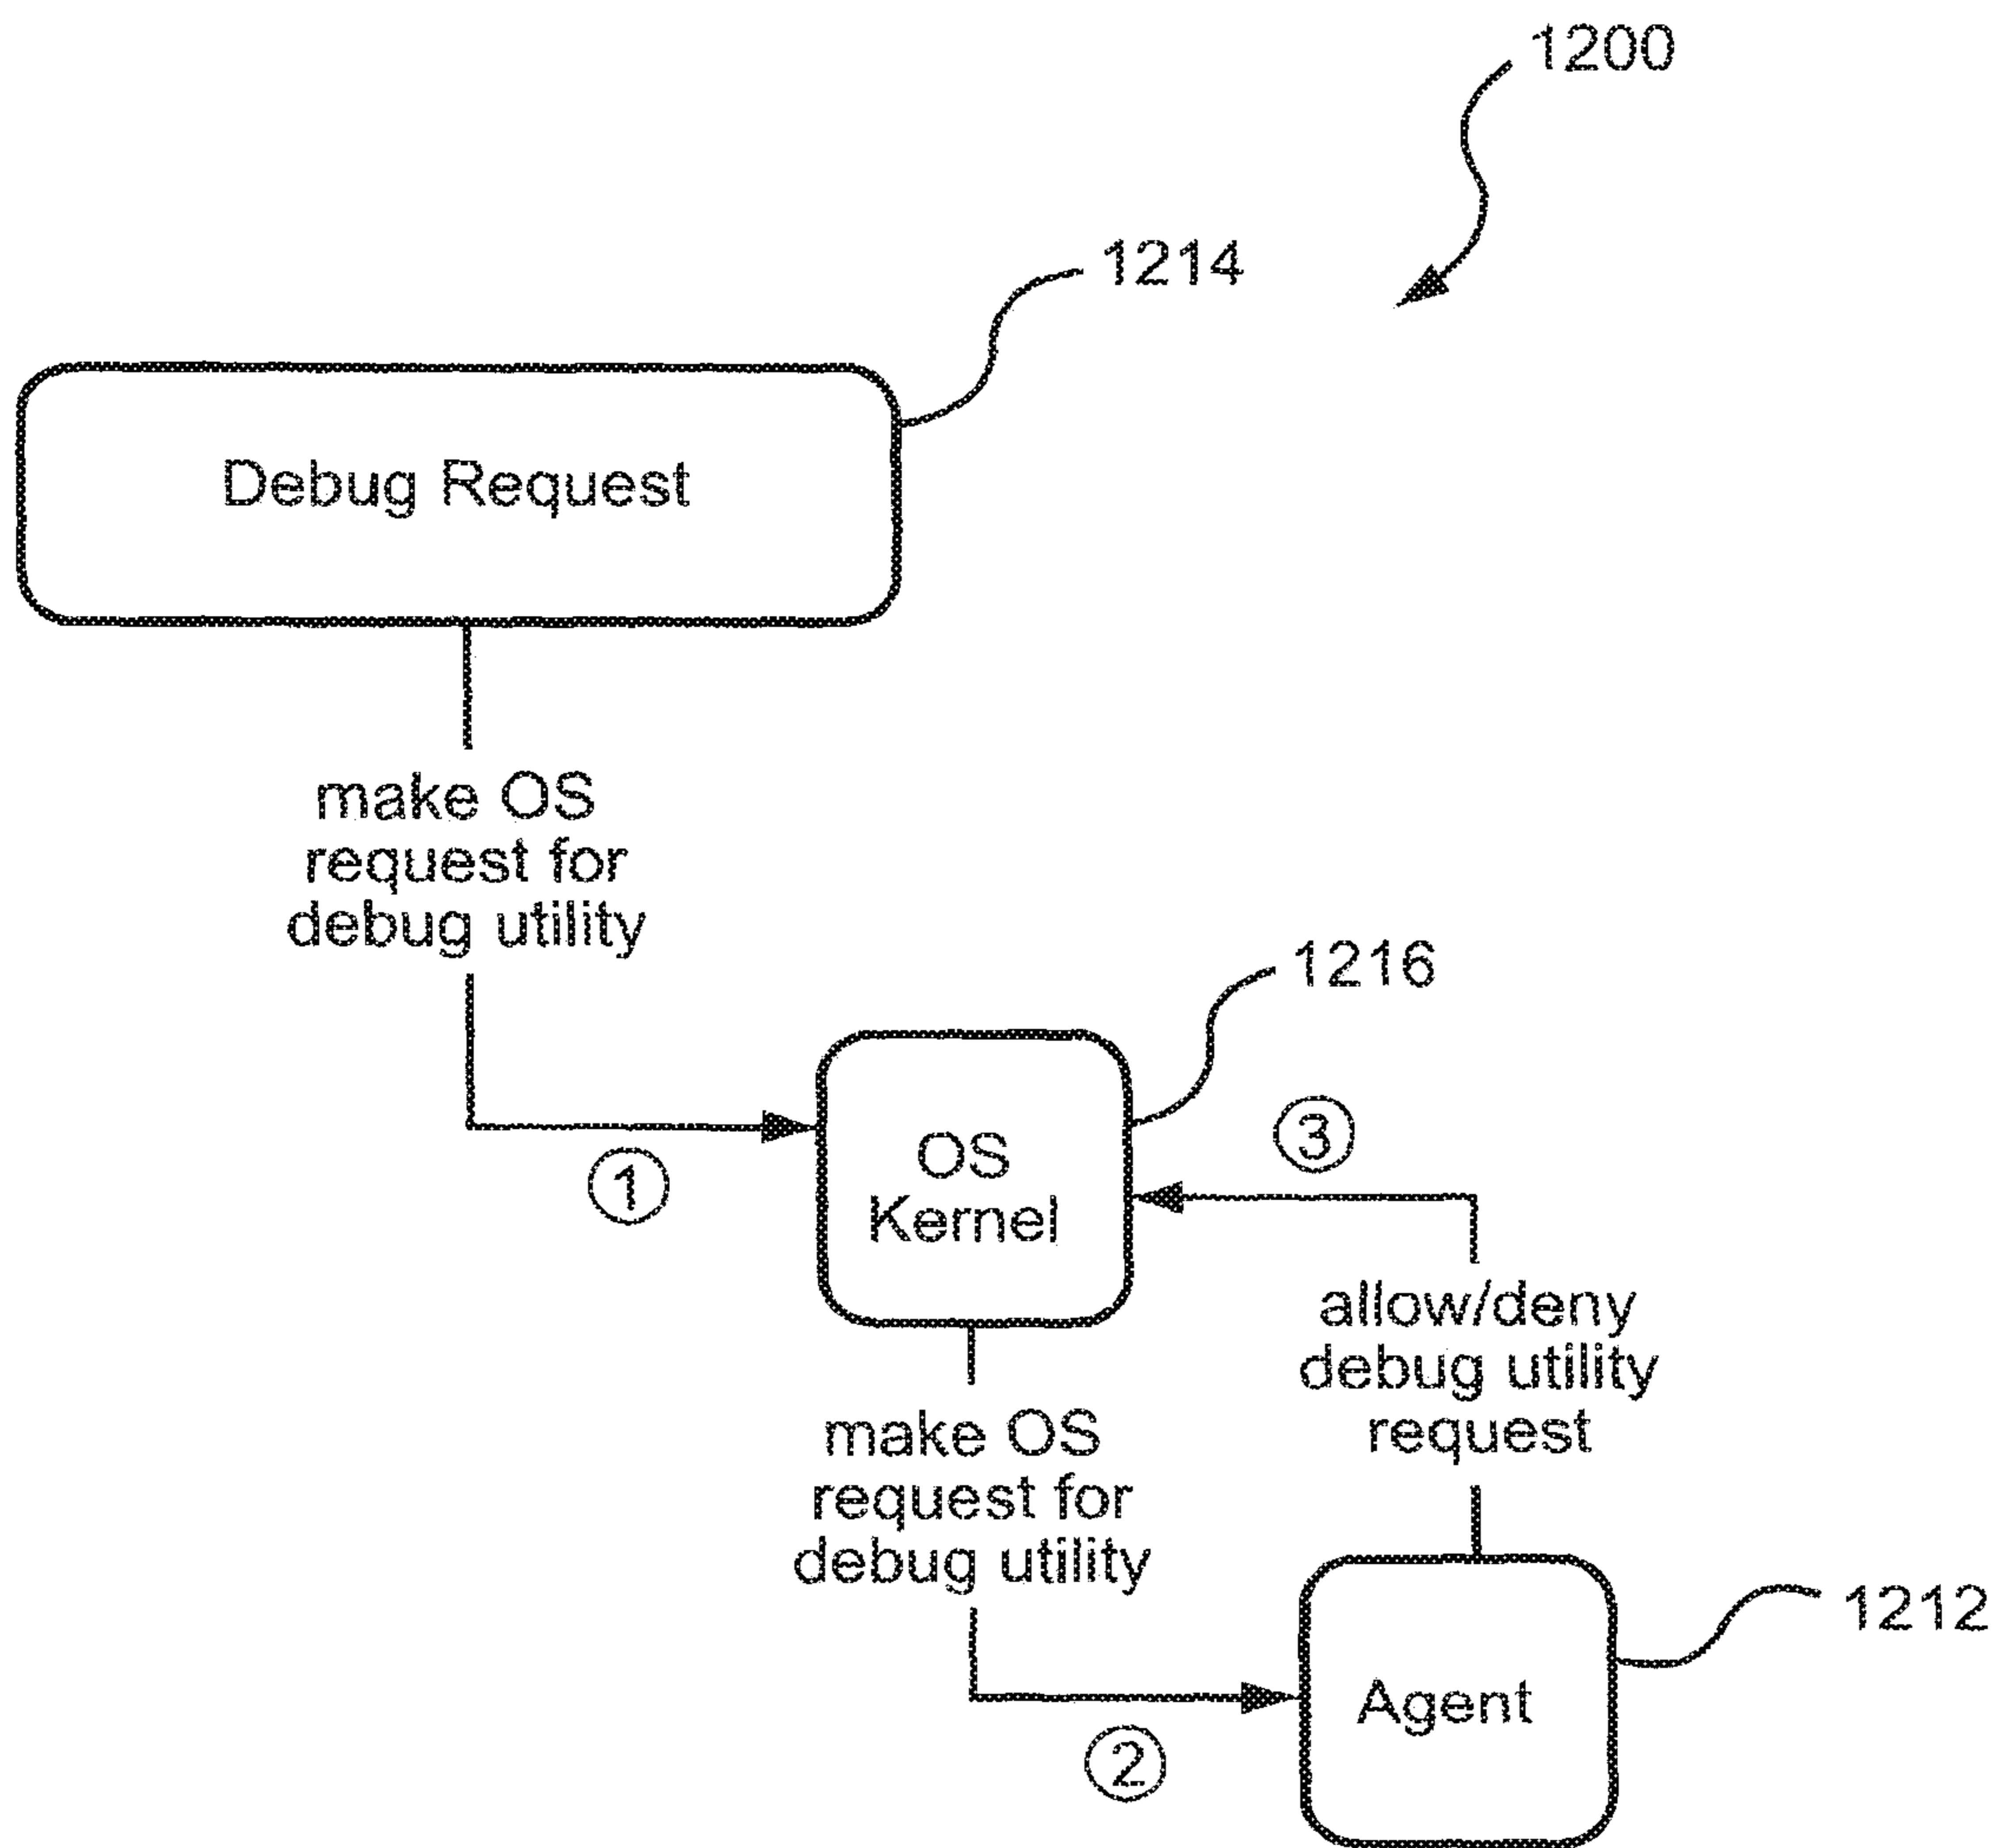 1200
1214
Debug Request
make OS
request for
debug utility
1216
OS
Kernel
1
3
allow/deny
debug utility
request
make OS
request for
debug utility
1212
Agent
2